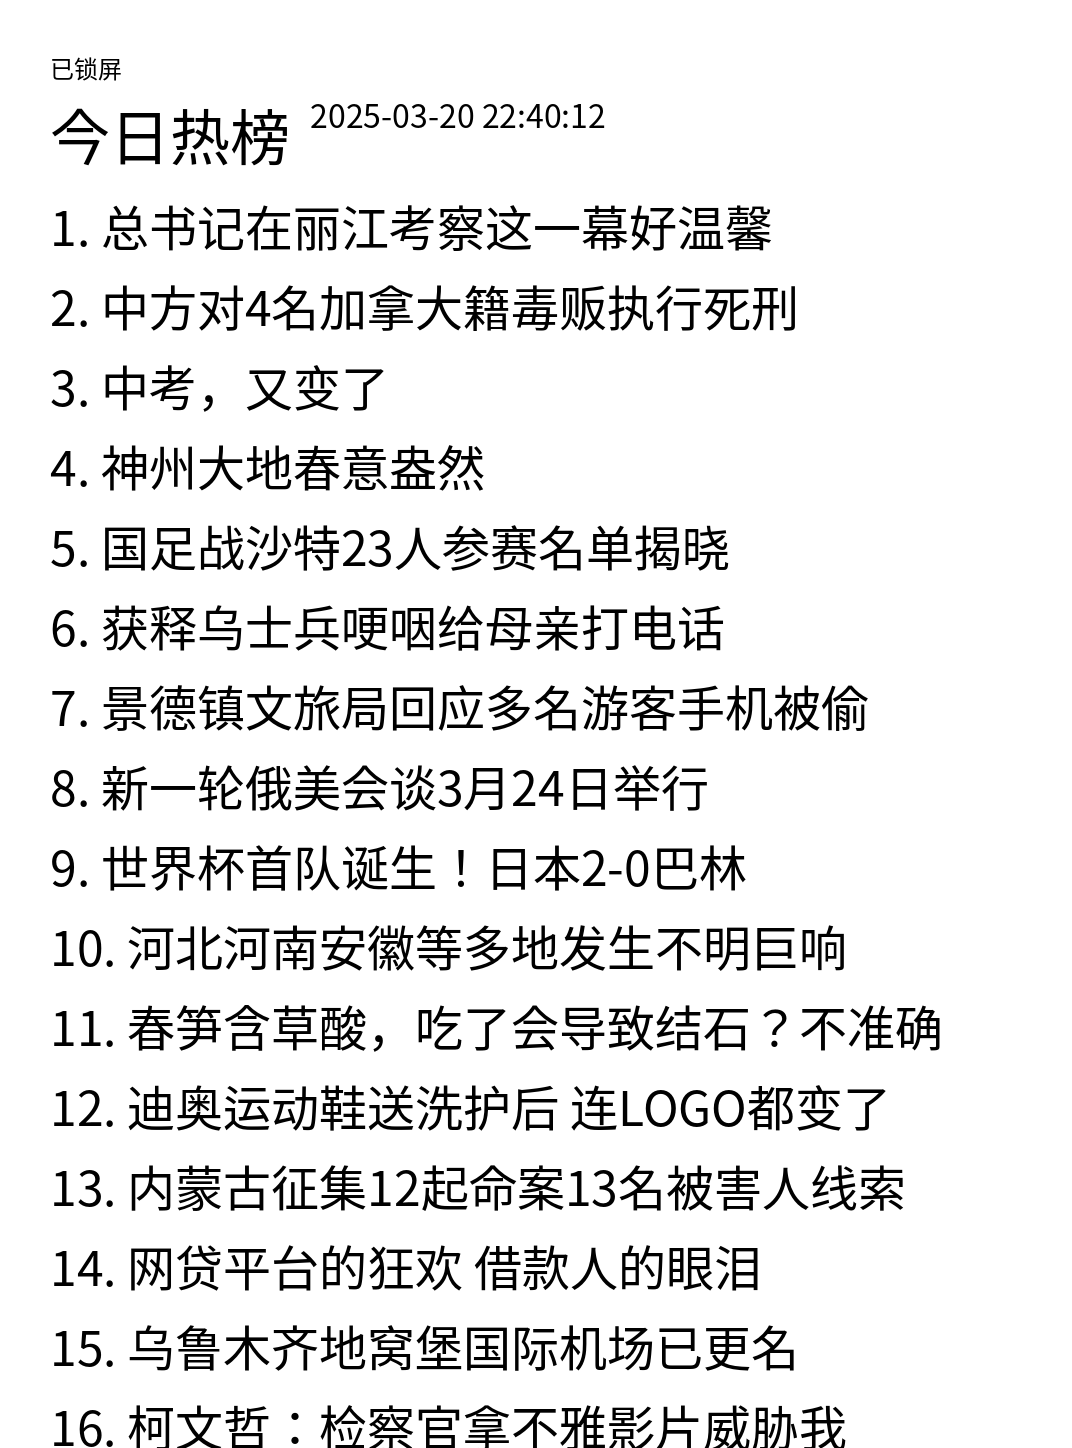 已锁屏
今日热榜 2025-03-20 22:40:12
1. 总书记在丽江考察这一幕好温馨
2. 中方对4名加拿大籍毒贩执行死刑
3. 中考，又变了
4. 神州大地春意盎然
5. 国足战沙特23人参赛名单揭晓
6. 获释乌士兵哽咽给母亲打电话
7. 景德镇文旅局回应多名游客手机被偷
8. 新一轮俄美会谈3月24日举行
9. 世界杯首队诞生！日本2-0巴林
10. 河北河南安徽等多地发生不明巨响
11. 春笋含草酸，吃了会导致结石？不准确
12. 迪奥运动鞋送洗护后 连LOGO都变了
13. 内蒙古征集12起命案13名被害人线索
14. 网贷平台的狂欢 借款人的眼泪
15. 乌鲁木齐地窝堡国际机场已更名
16. 柯文哲：检察官拿不雅影片威胁我